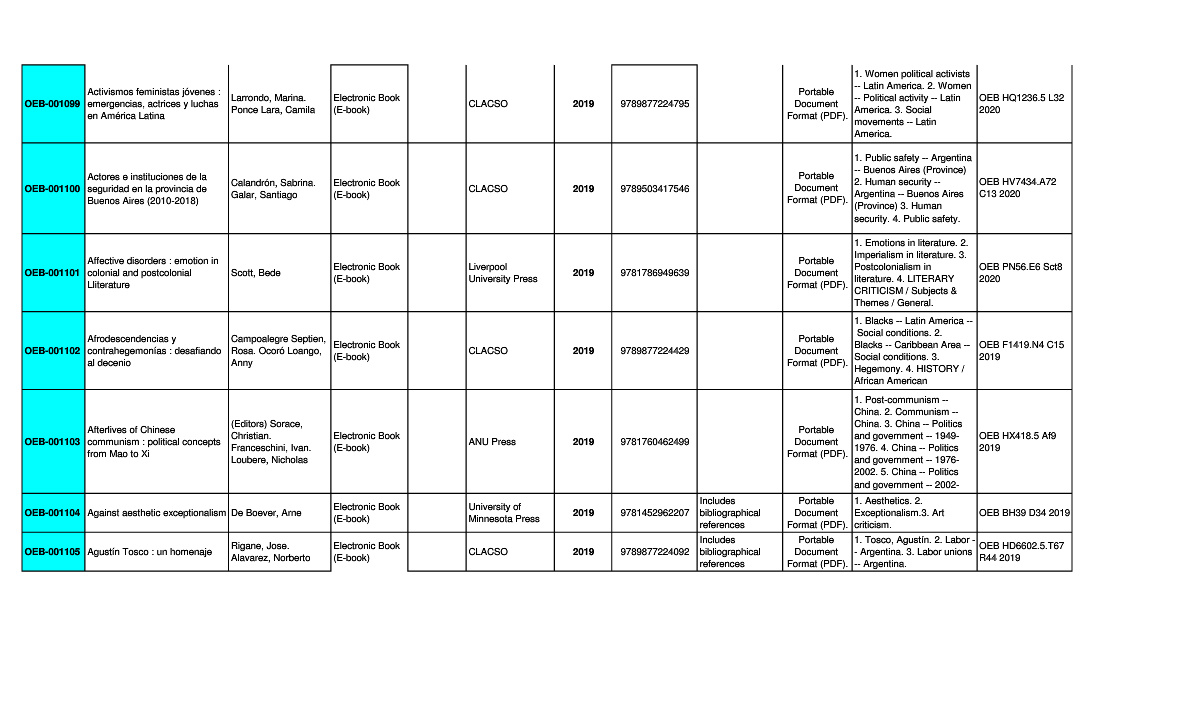 OEB-001099
Activismos feministas jóvenes :
emergencias, actrices y luchas
en América Latina
Larrondo, Marina.
Ponce Lara, Camila
Electronic Book
(E-book)
CLACSO
2019
9789877224795
Portable
Document
Format (PDF).
1. Women political activists
-- Latin America. 2. Women
-- Political activity -- Latin
America. 3. Social
movements -- Latin
America.
OEB HQ1236.5 L32
2020
OEB-001100
Actores e instituciones de la
seguridad en la provincia de
Buenos Aires (2010-2018)
Calandrón, Sabrina.
Galar, Santiago
Electronic Book
(E-book)
CLACSO
2019
9789503417546
Portable
Document
Format (PDF).
1. Public safety -- Argentina
-- Buenos Aires (Province)
2. Human security --
Argentina -- Buenos Aires
(Province) 3. Human
security. 4. Public safety.
OEB HV7434.A72
C13 2020
OEB-001101
Affective disorders : emotion in
colonial and postcolonial
Lliterature
Scott, Bede
Electronic Book
(E-book)
Liverpool
University Press
2019
9781786949639
Portable
Document
Format (PDF).
1. Emotions in literature. 2.
Imperialism in literature. 3.
Postcolonialism in
literature. 4. LITERARY
CRITICISM / Subjects &
Themes / General.
OEB PN56.E6 Sct8
2020
OEB-001102
Afrodescendencias y
contrahegemonías : desafiando
al decenio
Campoalegre Septien,
Rosa. Ocoró Loango,
Anny
Electronic Book
(E-book)
CLACSO
2019
9789877224429
Portable
Document
Format (PDF).
1. Blacks -- Latin America --
Social conditions. 2.
Blacks -- Caribbean Area --
Social conditions. 3.
Hegemony. 4. HISTORY /
African American
OEB F1419.N4 C15
2019
OEB-001103
Afterlives of Chinese
communism : political concepts
from Mao to Xi
(Editors) Sorace,
Christian.
Franceschini, Ivan.
Loubere, Nicholas
Electronic Book
(E-book)
ANU Press
2019
9781760462499
Portable
Document
Format (PDF).
1. Post-communism --
China. 2. Communism --
China. 3. China -- Politics
and government -- 1949-
1976. 4. China -- Politics
and government -- 1976-
2002. 5. China -- Politics
and government -- 2002-
OEB HX418.5 Af9
2019
OEB-001104
Against aesthetic exceptionalism
De Boever, Arne
Electronic Book
(E-book)
University of
Minnesota Press
2019
9781452962207
Includes
bibliographical
references
Portable
Document
Format (PDF).
1. Aesthetics. 2.
Exceptionalism.3. Art
criticism.
OEB BH39 D34 2019
OEB-001105
Agustín Tosco : un homenaje
Rigane, Jose.
Alavarez, Norberto
Electronic Book
(E-book)
CLACSO
2019
9789877224092
Includes
bibliographical
references
Portable
Document
Format (PDF).
1. Tosco, Agustín. 2. Labor -
- Argentina. 3. Labor unions
-- Argentina.
OEB HD6602.5.T67
R44 2019